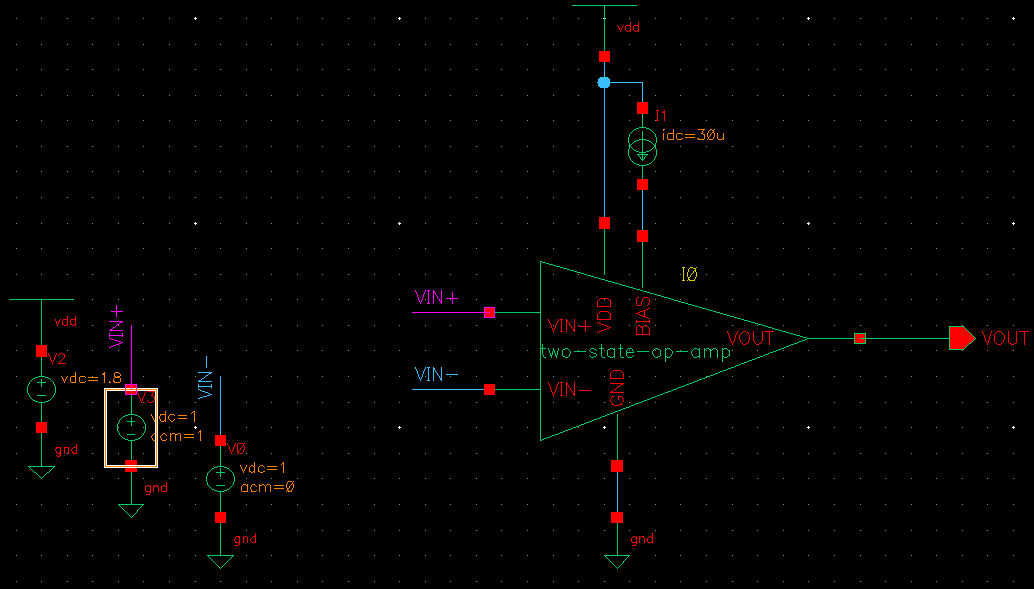 vdd
I1
idc=30u
I0
VIN+
VIN+
VDD
BIAS
VOUT
VOUT
two-state-op-amp
VIN-
VIN-
GND
gnd
vdd
V2
vdc=1.8
gnd
VIN+
V3
vdc=1
acm=1
gnd
VIN-
V0
vdc=1
acm=0
gnd